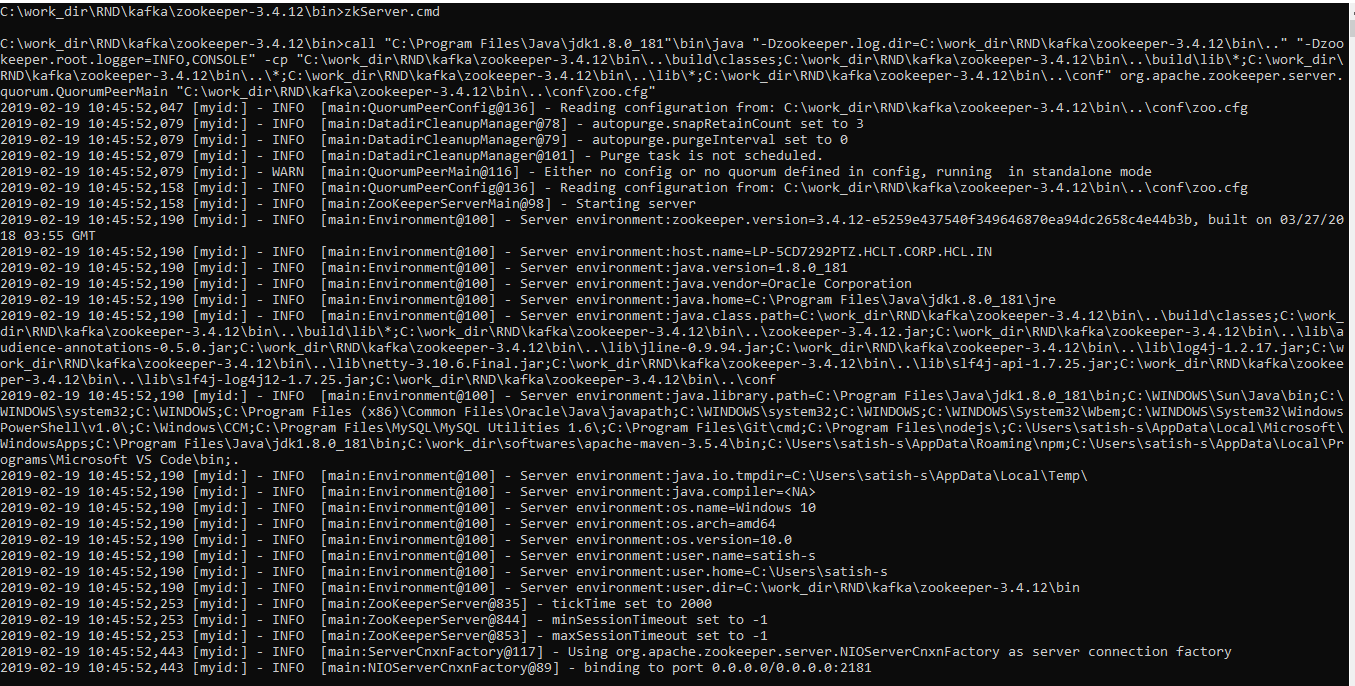 C:\work_dir\RND\kafka\zookeeper-3.4.12\bin>zkServer.cmd
C:\work_dir\RND\kafka\zookeeper-3.4.12\bin>call "C:\Program Files\Java\jdk1.8.0_181"\bin\java "-Dzookeeper.log.dir=C:\work_dir\RND\kafka\zookeeper-3.4.12\bin\.." "-Dzoo
keeper.root.logger=INFO,CONSOLE" -cp "C:\work_dir\RND\kafka\zookeeper-3.4.12\bin\..\build\classes;C:\work_dir\RND\kafka\zookeeper-3.4.12\bin\..\build\lib\*;C:\work_dir\
RND\kafka\zookeeper-3.4.12\bin\..\*;C:\work_dir\RND\kafka\zookeeper-3.4.12\bin\..\lib\*;C:\work_dir\RND\kafka\zookeeper-3.4.12\bin\..\conf" org.apache.zookeeper.server.
quorum.QuorumPeerMain "C:\work_dir\RND\kafka\zookeeper-3.4.12\bin\..\conf\zoo.cfg"
2019-02-19 10:45:52,047 [myid:] - INFO  [main:QuorumPeerConfig@136] - Reading configuration from: C:\work_dir\RND\kafka\zookeeper-3.4.12\bin\..\conf\zoo.cfg
2019-02-19 10:45:52,079 [myid:] - INFO  [main:DatadirCleanupManager@78] - autopurge.snapRetainCount set to 3
2019-02-19 10:45:52,079 [myid:] - INFO  [main:DatadirCleanupManager@79] - autopurge.purgeInterval set to 0
2019-02-19 10:45:52,079 [myid:] - INFO  [main:DatadirCleanupManager@101] - Purge task is not scheduled.
2019-02-19 10:45:52,079 [myid:] - WARN  [main:QuorumPeerMain@116] - Either no config or no quorum defined in config, running  in standalone mode
2019-02-19 10:45:52,158 [myid:] - INFO  [main:QuorumPeerConfig@136] - Reading configuration from: C:\work_dir\RND\kafka\zookeeper-3.4.12\bin\..\conf\zoo.cfg
2019-02-19 10:45:52,158 [myid:] - INFO  [main:ZooKeeperServerMain@98] - Starting server
2019-02-19 10:45:52,190 [myid:] - INFO  [main:Environment@100] - Server environment:zookeeper.version=3.4.12-e5259e437540f349646870ea94dc2658c4e44b3b, built on 03/27/20
18 03:55 GMT
2019-02-19 10:45:52,190 [myid:] - INFO  [main:Environment@100] - Server environment:host.name=LP-5CD7292PTZ.HCLT.CORP.HCL.IN
2019-02-19 10:45:52,190 [myid:] - INFO  [main:Environment@100] - Server environment:java.version=1.8.0_181
2019-02-19 10:45:52,190 [myid:] - INFO  [main:Environment@100] - Server environment:java.vendor=Oracle Corporation
2019-02-19 10:45:52,190 [myid:] - INFO  [main:Environment@100] - Server environment:java.home=C:\Program Files\Java\jdk1.8.0_181\jre
2019-02-19 10:45:52,190 [myid:] - INFO  [main:Environment@100] - Server environment:java.class.path=C:\work_dir\RND\kafka\zookeeper-3.4.12\bin\..\build\classes;C:\work_
dir\RND\kafka\zookeeper-3.4.12\bin\..\build\lib\*;C:\work_dir\RND\kafka\zookeeper-3.4.12\bin\..\zookeeper-3.4.12.jar;C:\work_dir\RND\kafka\zookeeper-3.4.12\bin\..\lib\a
udience-annotations-0.5.0.jar;C:\work_dir\RND\kafka\zookeeper-3.4.12\bin\..\lib\jline-0.9.94.jar;C:\work_dir\RND\kafka\zookeeper-3.4.12\bin\..\lib\log4j-1.2.17.jar;C:\w
ork_dir\RND\kafka\zookeeper-3.4.12\bin\..\lib\netty-3.10.6.Final.jar;C:\work_dir\RND\kafka\zookeeper-3.4.12\bin\..\lib\slf4j-api-1.7.25.jar;C:\work_dir\RND\kafka\zookee
per-3.4.12\bin\..\lib\slf4j-log4j12-1.7.25.jar;C:\work_dir\RND\kafka\zookeeper-3.4.12\bin\..\conf
2019-02-19 10:45:52,190 [myid:] - INFO  [main:Environment@100] - Server environment:java.library.path=C:\Program Files\Java\jdk1.8.0_181\bin;C:\WINDOWS\Sun\Java\bin;C:\
WINDOWS\system32;C:\WINDOWS;C:\Program Files (x86)\Common Files\Oracle\Java\javapath;C:\WINDOWS\system32;C:\WINDOWS;C:\WINDOWS\System32\Wbem;C:\WINDOWS\System32\Windows
PowerShell\v1.0\;C:\Windows\CCM;C:\Program Files\MySQL\MySQL Utilities 1.6\;C:\Program Files\Git\cmd;C:\Program Files\nodejs\;C:\Users\satish-s\AppData\Local\Microsoft\
WindowsApps;C:\Program Files\Java\jdk1.8.0_181\bin;C:\work_dir\softwares\apache-maven-3.5.4\bin;C:\Users\satish-s\AppData\Roaming\npm;C:\Users\satish-s\AppData\Local\Pr
ograms\Microsoft VS Code\bin;.
2019-02-19 10:45:52,190 [myid:] - INFO  [main:Environment@100] - Server environment:java.io.tmpdir=C:\Users\satish-s\AppData\Local\Temp\
2019-02-19 10:45:52,190 [myid:] - INFO  [main:Environment@100] - Server environment:java.compiler=<NA>
2019-02-19 10:45:52,190 [myid:] - INFO  [main:Environment@100] - Server environment:os.name=Windows 10
2019-02-19 10:45:52,190 [myid:] - INFO  [main:Environment@100] - Server environment:os.arch=amd64
2019-02-19 10:45:52,190 [myid:] - INFO  [main:Environment@100] - Server environment:os.version=10.0
2019-02-19 10:45:52,190 [myid:] - INFO  [main:Environment@100] - Server environment:user.name=satish-s
2019-02-19 10:45:52,190 [myid:] - INFO  [main:Environment@100] - Server environment:user.home=C:\Users\satish-s
2019-02-19 10:45:52,190 [myid:] - INFO  [main:Environment@100] - Server environment:user.dir=C:\work_dir\RND\kafka\zookeeper-3.4.12\bin
2019-02-19 10:45:52,253 [myid:] - INFO  [main:ZooKeeperServer@835] - tickTime set to 2000
2019-02-19 10:45:52,253 [myid:] - INFO  [main:ZooKeeperServer@844] - minSessionTimeout set to -1
2019-02-19 10:45:52,253 [myid:] - INFO  [main:ZooKeeperServer@853] - maxSessionTimeout set to -1
2019-02-19 10:45:52,443 [myid:] - INFO  [main:ServerCnxnFactory@117] - Using org.apache.zookeeper.server.NIOServerCnxnFactory as server connection factory
2019-02-19 10:45:52,443 [myid:] - INFO  [main:NIOServerCnxnFactory@89] - binding to port 0.0.0.0/0.0.0.0:2181